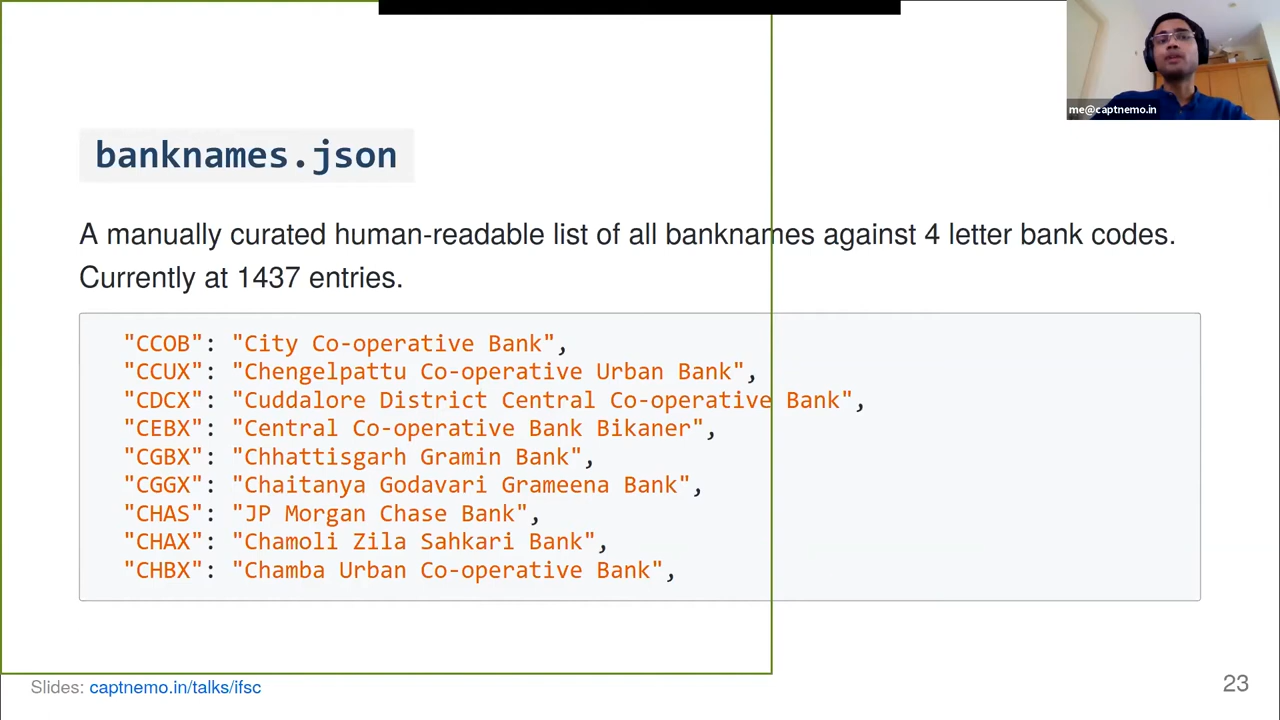 me@captnemo.in
banknames.json
A manually curated human-readable list of all banknames against 4 letter bank codes.
Currently at 1437 entries.
"CCOB": "City Co-operative Bank",
"CCUX": "Chengelpattu Co-operative Urban Bank",
"CDCX": "Cuddalore District Central Co-operative Bank",
"CEBX": "Central Co-operative Bank Bikaner",
"CGBX": "Chhattisgarh Gramin Bank",
"CGGX": "Chaitanya Godavari Grameena Bank",
"CHAS": "JP Morgan Chase Bank",
"CHAX": "Chamoli Zila Sahkari Bank",
"CHBX": "Chamba Urban Co-operative Bank",
Slides: captnemo.in/talks/ifsc
23